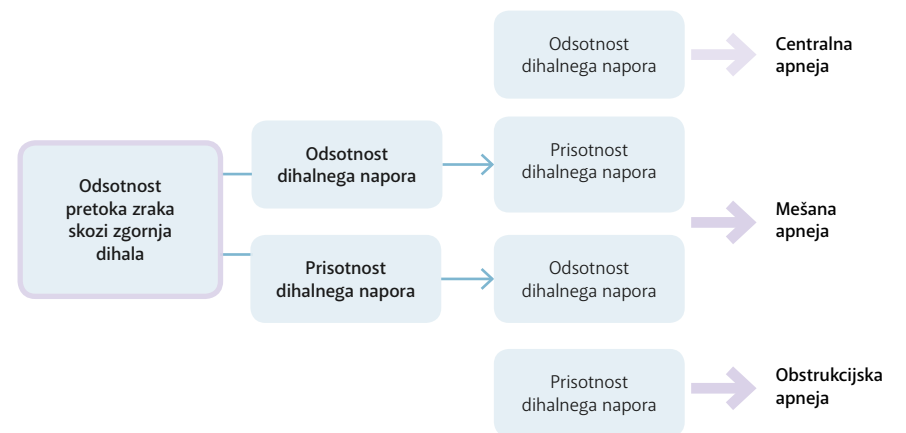 Odsotnost
pretoka zraka
skozi zgornja
dihala
Odsotnost
dihalnega napora
Prisotnost
dihalnega napora
Odsotnost
dihalnega napora
Prisotnost
dihalnega napora
Odsotnost
dihalnega napora
Prisotnost
dihalnega napora
Centralna
apneja
Mešana
apneja
Obstrukcijska
apneja